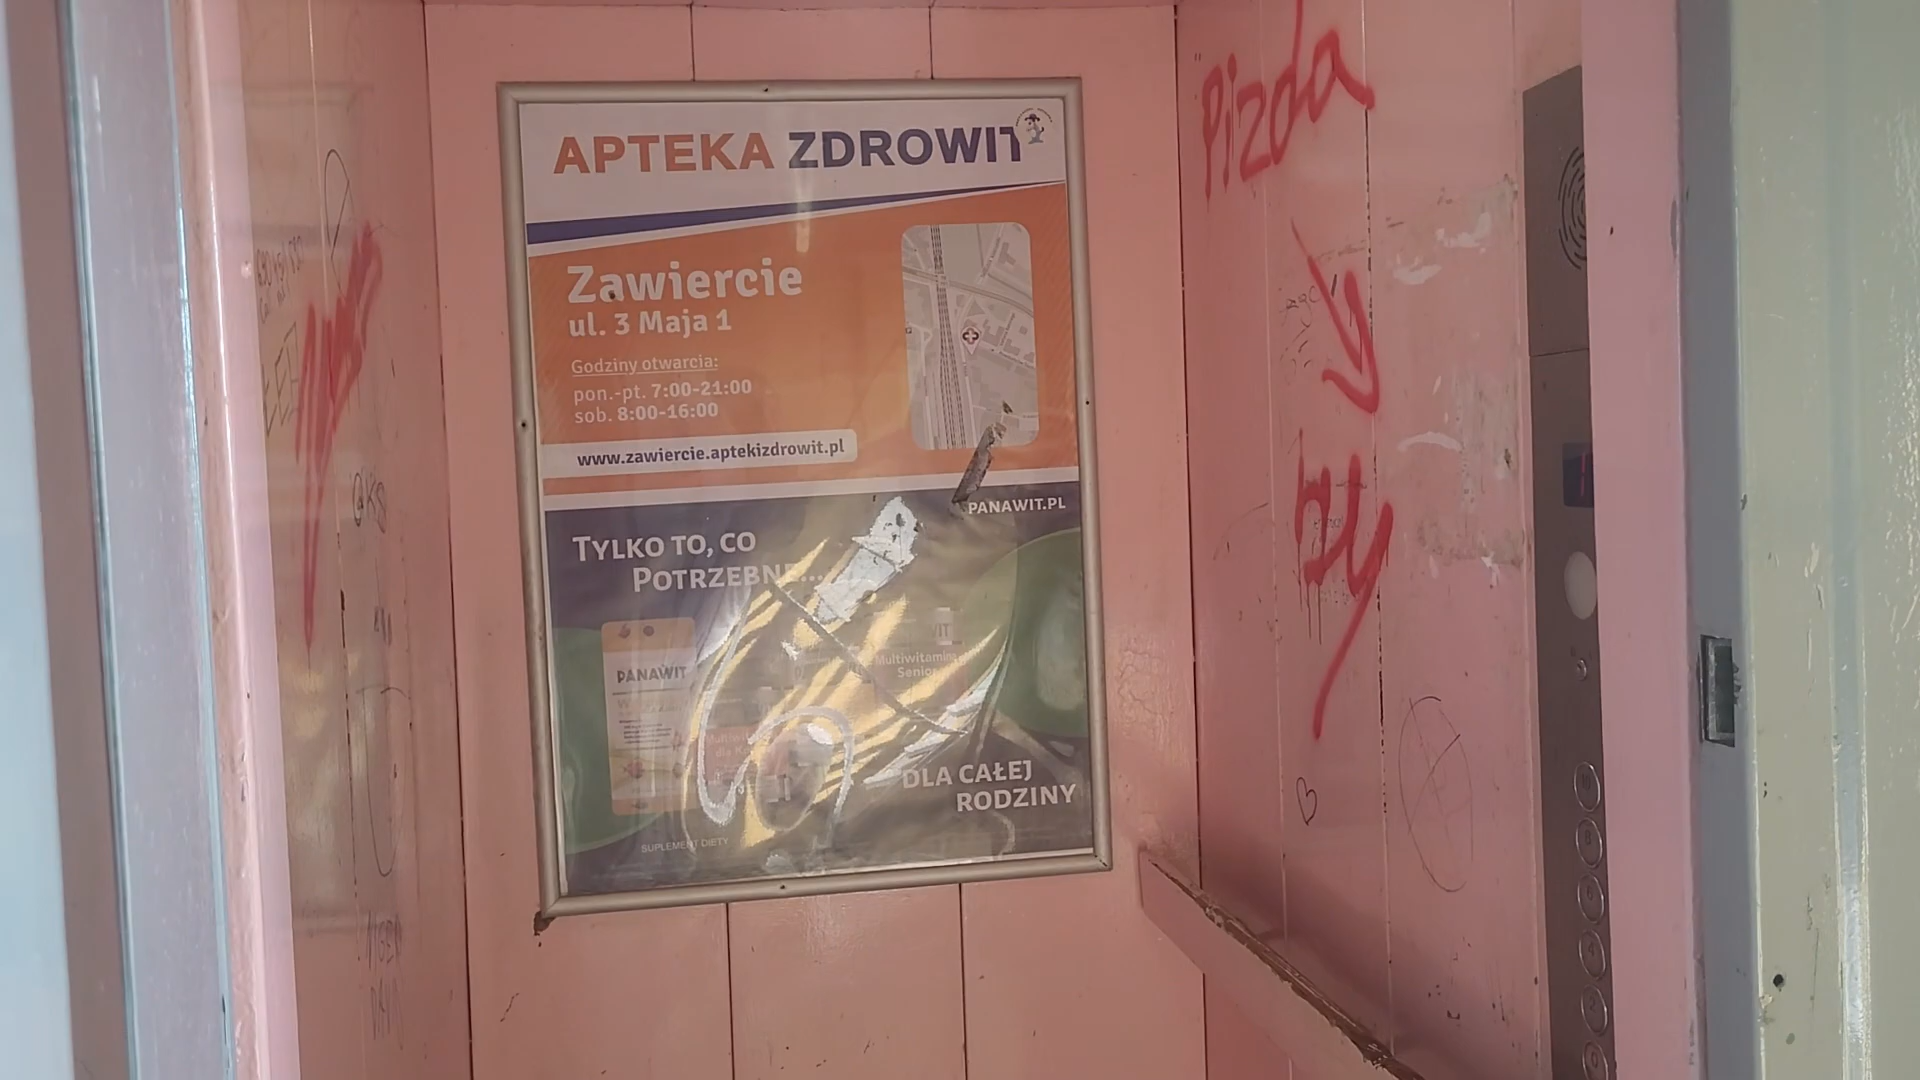 APTEKA ZDROWIT
Zawiercie
ul. 3 Maja 1
Godziny otwarcia:
pon.-pt. 7:00-21:00
sob. 8:00-16:00
www.zawiercie.aptekizdrowit.pl
PANAWIT.PL
TYLKO TO, CO
POTRZEBNE...
PANAWIT
Multiwitamina
Senior
DLA CAŁEJ
RODZINY
SUPLEMENT DIETY
Pizda